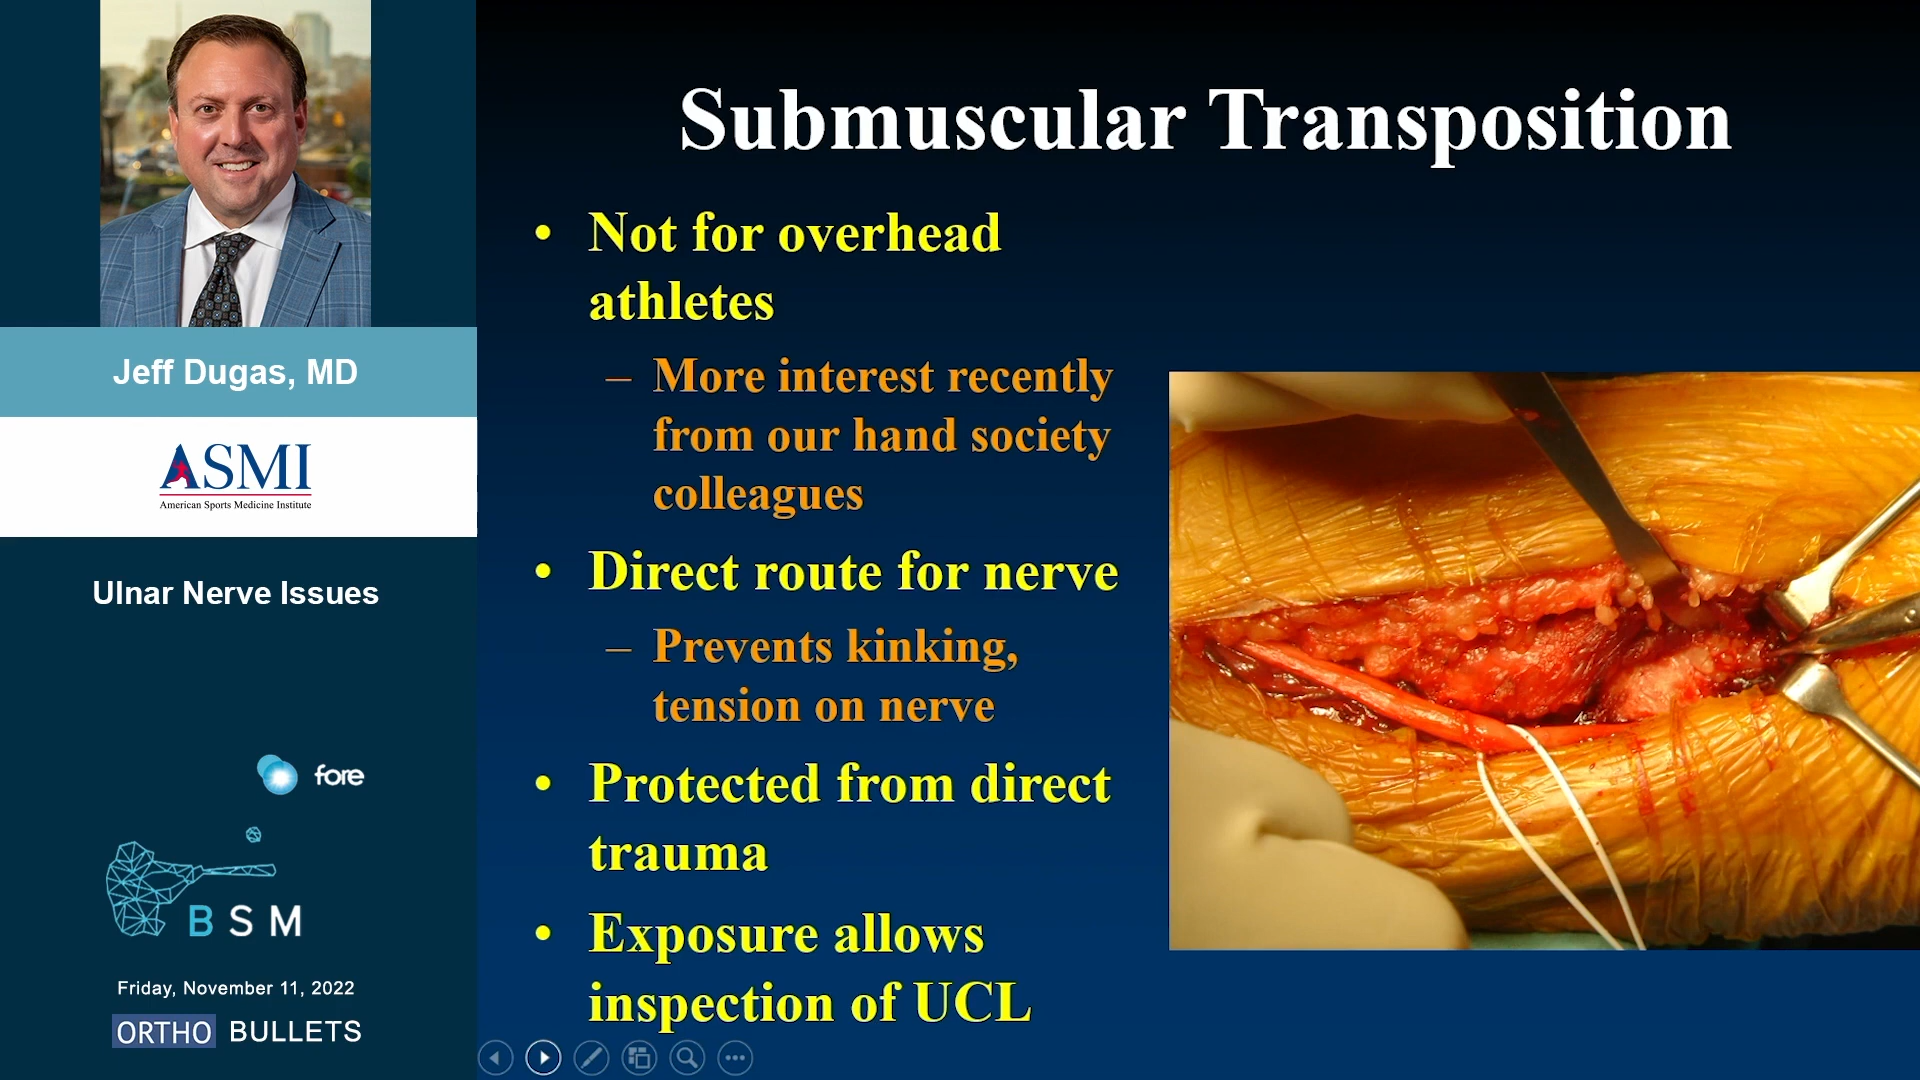 Jeff Dugas, MD
ASMI
American Sports Medicine Institute
Ulnar Nerve Issues
fore
BSM
Friday, November 11, 2022
ORTHO BULLETS
Submuscular Transposition
• Not for overhead
athletes
– More interest recently
from our hand society
colleagues
• Direct route for nerve
– Prevents kinking,
tension on nerve
• Protected from direct
trauma
• Exposure allows
inspection of UCL